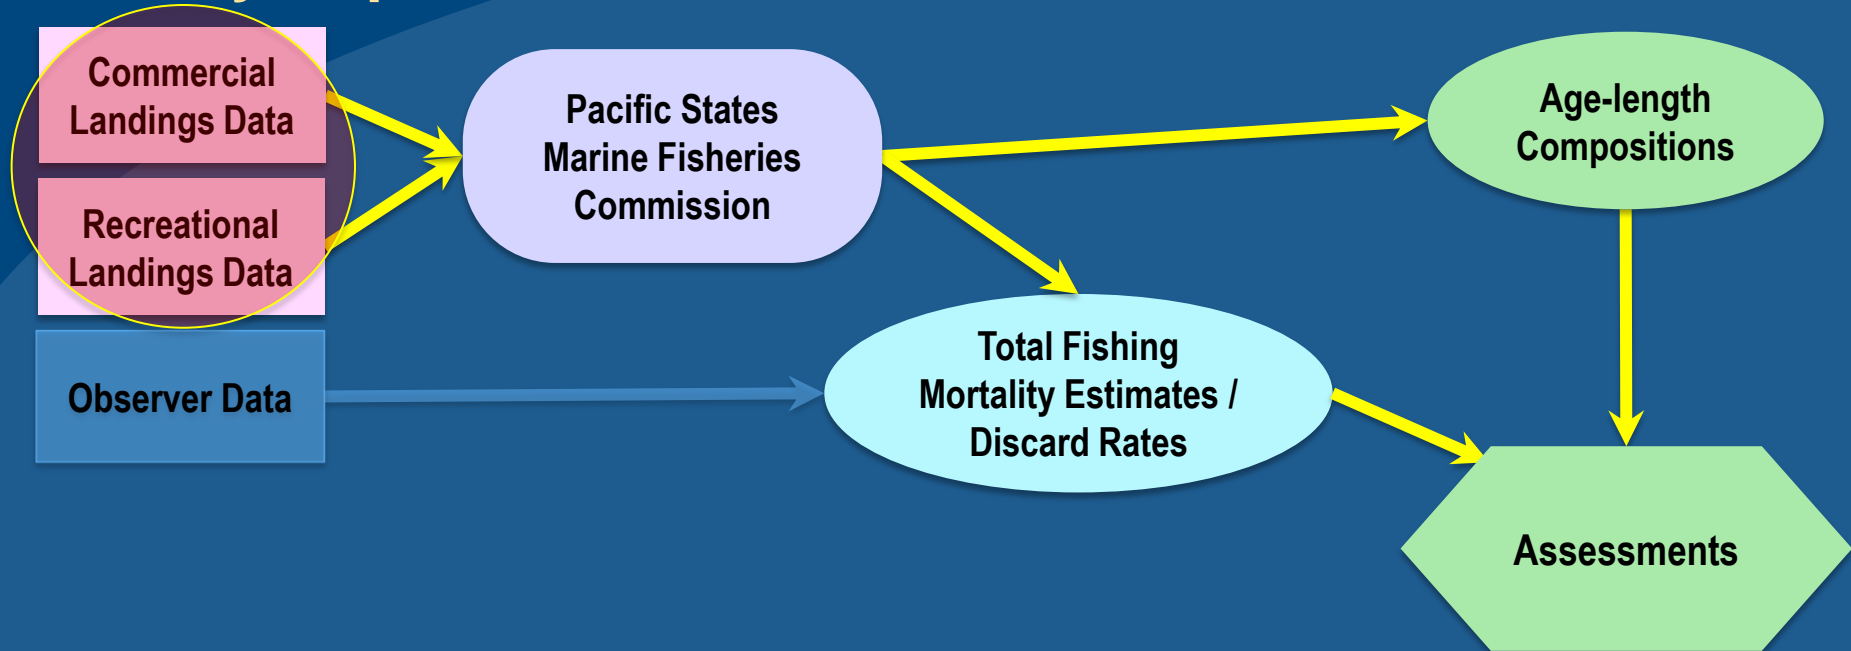 Commercial
Landings Data
Recreational
Landings Data
Observer Data
Pacific States
Marine Fisheries
Commission
Total Fishing
Mortality Estimates /
Discard Rates
Age-length
Compositions
Assessments